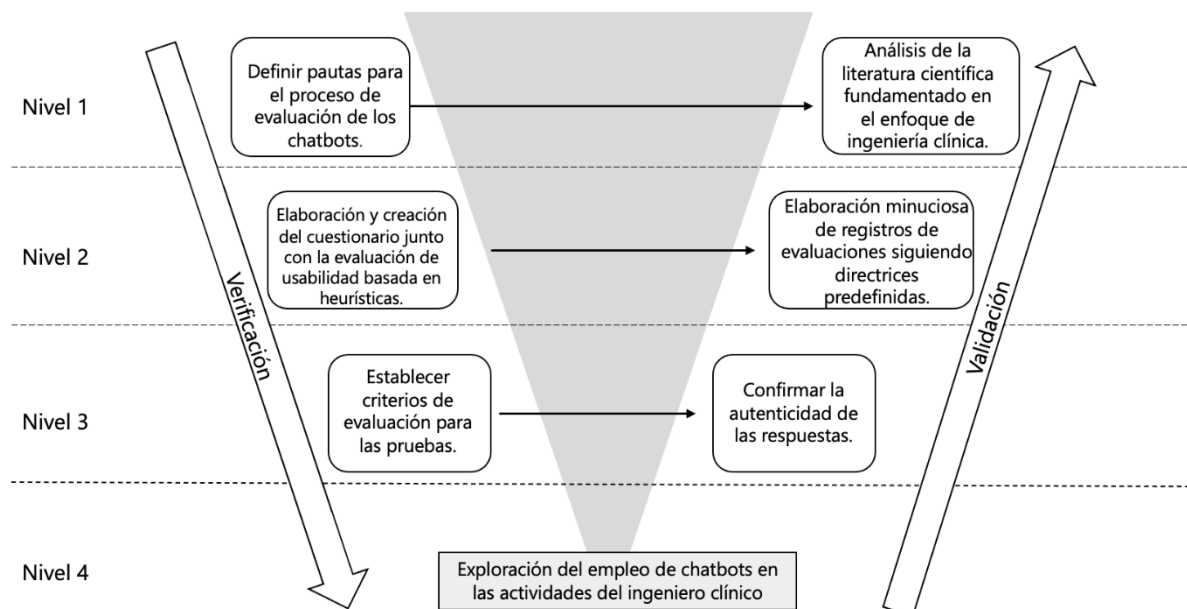 Nivel 1
Definir pautas para
el proceso de
evaluación de los
chatbots.
Análisis de la
literatura científica
fundamentado en
el enfoque de
ingeniería clínica.
Nivel 2
Elaboración y creación
del cuestionario junto
con la evaluación de
usabilidad basada en
heurísticas.
Elaboración minuciosa
de registros de
evaluaciones siguiendo
directrices
predefinidas.
Verificación
Validación
Nivel 3
Establecer
criterios de
evaluación para
las pruebas.
Confirmar la
autenticidad de
las respuestas.
Nivel 4
Exploración del empleo de chatbots en
las actividades del ingeniero clínico